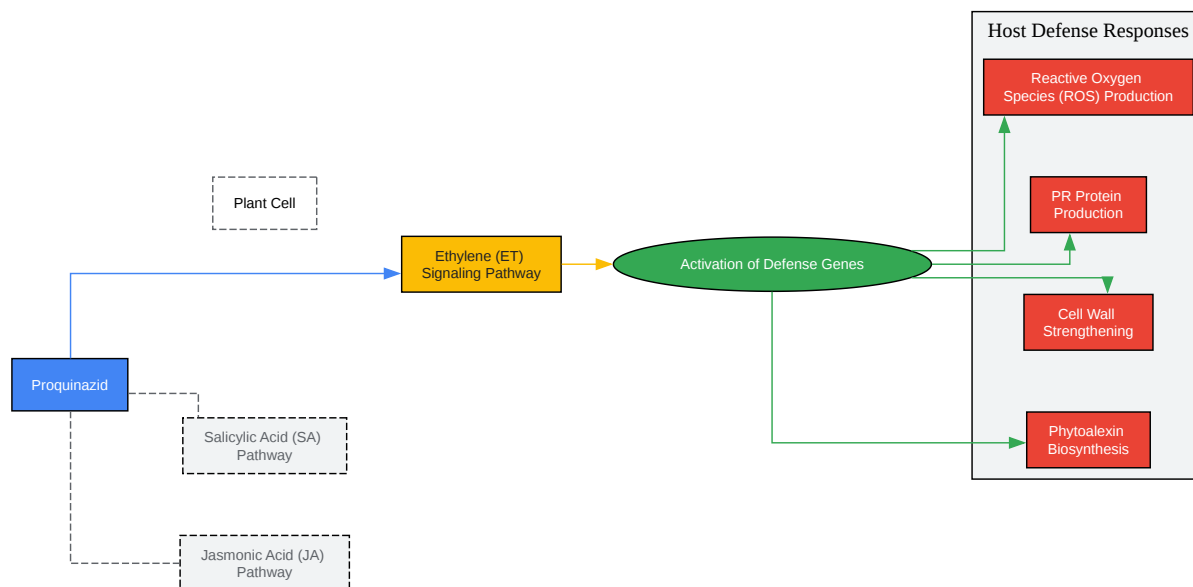 Host Defense Responses
Reactive Oxygen
Species (ROS) Production
Plant Cell
PR Protein
Production
Ethylene (ET)
Signaling Pathway
Activation of Defense Genes
Cell Wall
Strengthening
Proquinazid
Salicylic Acid (SA)
Pathway
Phytoalexin
Biosynthesis
Jasmonic Acid (JA)
Pathway